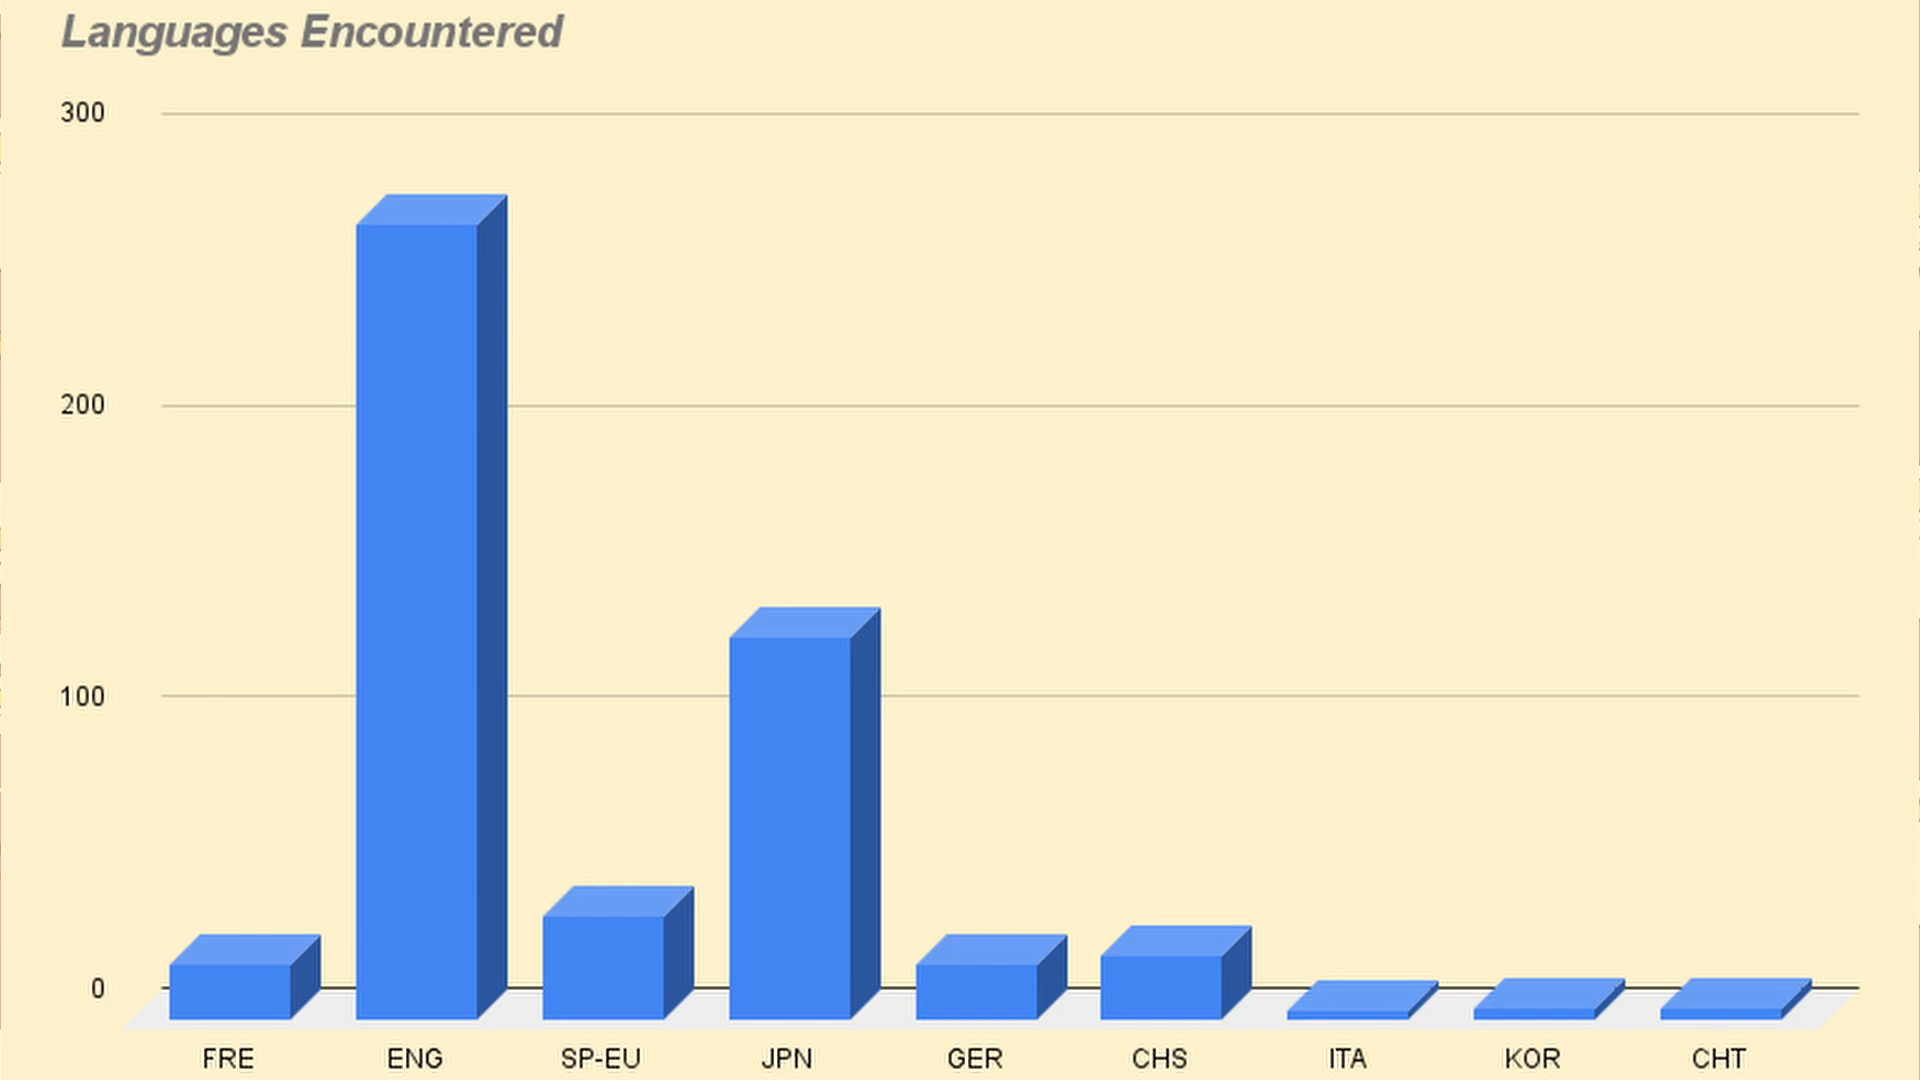 Languages Encountered
300
200
100
0
FRE ENG SP-EU JPN GER CHS ITA KOR CHT